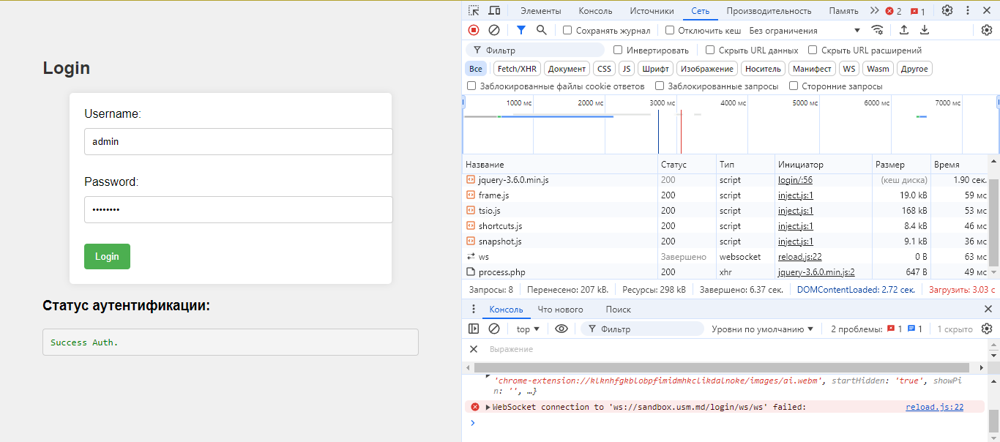 Login
Username:
admin
Password:
••••••••
Login
Статус аутентификации:
Success Auth.
Элементы Консоль Источники Сеть Производительность Память 2 1
Сохранять журнал Отключить кеш Без ограничения
Фильтр Инвертировать Скрыть URL данных Скрыть URL расширений
Все Fetch/XHR Документ CSS JS Шрифт Изображение Носитель Манифест WS Wasm Другое
Заблокированные файлы cookie ответов Заблокированные запросы Сторонние запросы
1000 мс 2000 мс 3000 мс 4000 мс 5000 мс 6000 мс 7000 мс
Название Статус Тип Инициатор Размер Время
jquery-3.6.0.min.js 200 script login/:56 (кеш диска) 1.90 сек.
frame.js 200 script inject.js:1 19.0 kB 59 мс
tsio.js 200 script inject.js:1 168 kB 53 мс
shortcuts.js 200 script inject.js:1 8.4 kB 46 мс
snapshot.js 200 script inject.js:1 9.1 kB 36 мс
ws Завершено websocket reload.js:22 0 B 63 мс
process.php 200 xhr jquery-3.6.0.min.js:2 647 B 49 мс
Запросы: 8 Перенесено: 207 kB. Ресурсы: 298 kB Завершено: 6.37 сек. DOMContentLoaded: 2.72 сек. Загрузить: 3.03 с
Консоль Что нового Поиск
top Фильтр Уровни по умолчанию 2 проблемы: 1 1 1 скрыто
Выражение
'chrome-extension://klknhfgkblobpfimidmhkclikdalnoke/images/ai.webm', startHidden: 'true', showPi
n: '', …}
WebSocket connection to 'ws://sandbox.usm.md/login/ws/ws' failed: reload.js:22